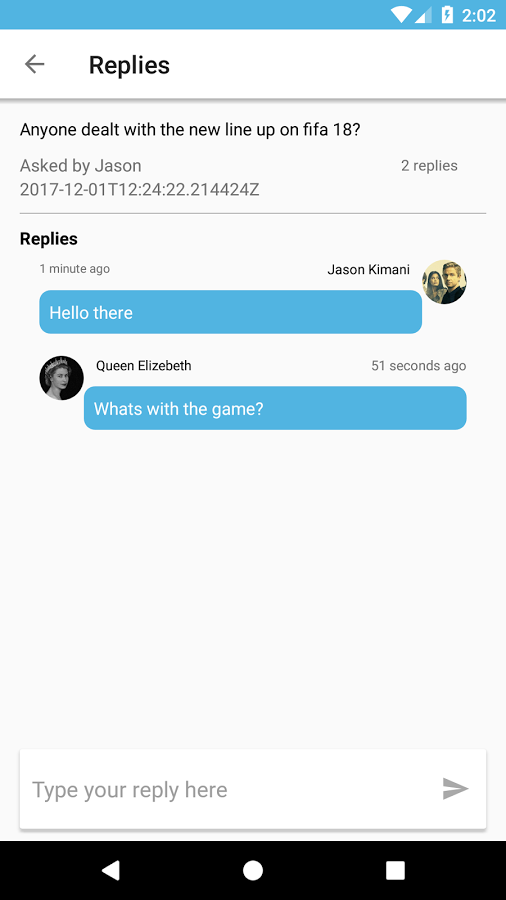 2:02
Replies
Anyone dealt with the new line up on fifa 18?
Asked by Jason 2 replies
2017-12-01T12:24:22.214424Z
Replies
1 minute ago Jason Kimani
Hello there
Queen Elizebeth 51 seconds ago
Whats with the game?
Type your reply here